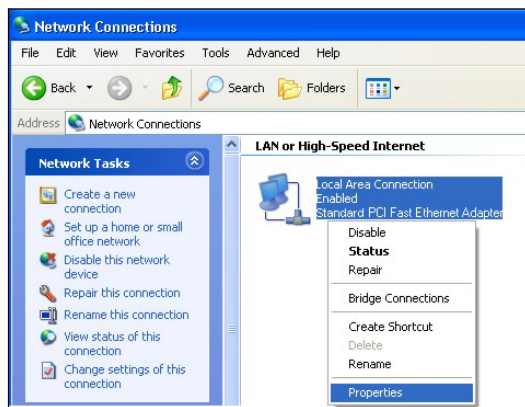 Network Connections
File Edit View Favorites Tools Advanced Help
Back Search Folders
Address Network Connections
Network Tasks
Create a new
connection
Set up a home or small
office network
Disable this network
device
Repair this connection
Rename this connection
View status of this
connection
Change settings of this
connection
LAN or High-Speed Internet
Local Area Connection
Enabled
Standard PCI Fast Ethernet Adapter
Disable
Status
Repair
Bridge Connections
Create Shortcut
Delete
Rename
Properties